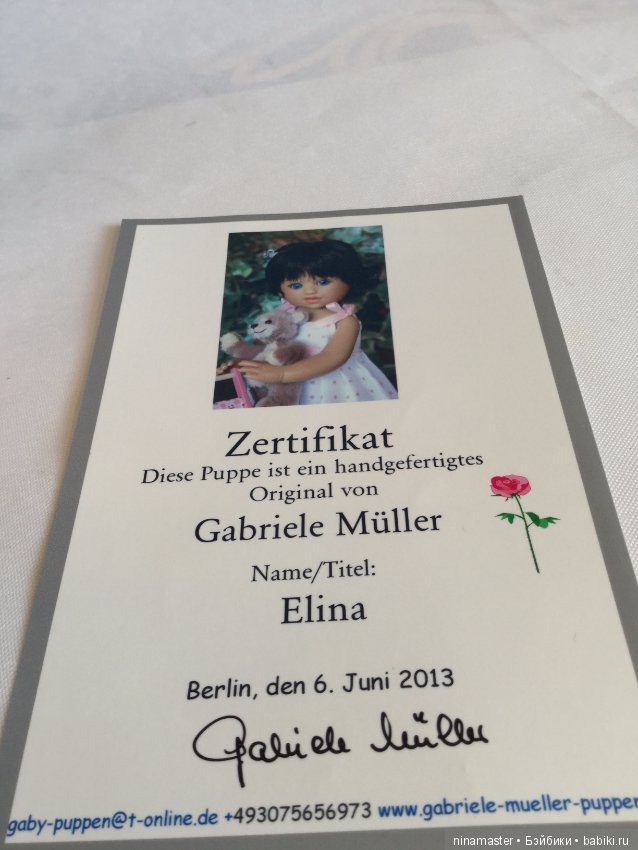 Zertifikat
Diese Puppe ist ein handgefertigtes
Original von
Gabriele Müller
Name/Titel:
Elina
Berlin, den 6. Juni 2013
Gabriele Müller
gaby-puppen@t-online.de +493075656973 www.gabriele-mueller-puppen
ninamaster • Бэйбики • babiki.ru